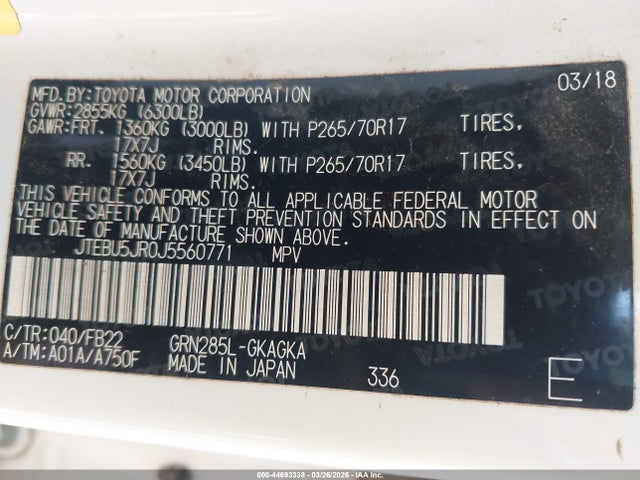 MFD.BY:TOYOTA MOTOR CORPORATION 03/18
GVWR:2855KG (6300LB)
GAWR:FRT. 1360KG (3000LB) WITH P265/70R17 TIRES,
17X7J RIMS.
RR. 1560KG (3450LB) WITH P265/70R17 TIRES,
17X7J RIMS.
THIS VEHICLE CONFORMS TO ALL APPLICABLE FEDERAL MOTOR
VEHICLE SAFETY AND THEFT PREVENTION STANDARDS IN EFFECT ON
THE DATE OF MANUFACTURE SHOWN ABOVE.
JTEBU5JR0J5560771 MPV
C/TR:040/FB22 GRN285L-GKAGKA
A/TM:A01A/A750F MADE IN JAPAN 336 E
000-44693338 - 03/26/2026 - IAA Inc.